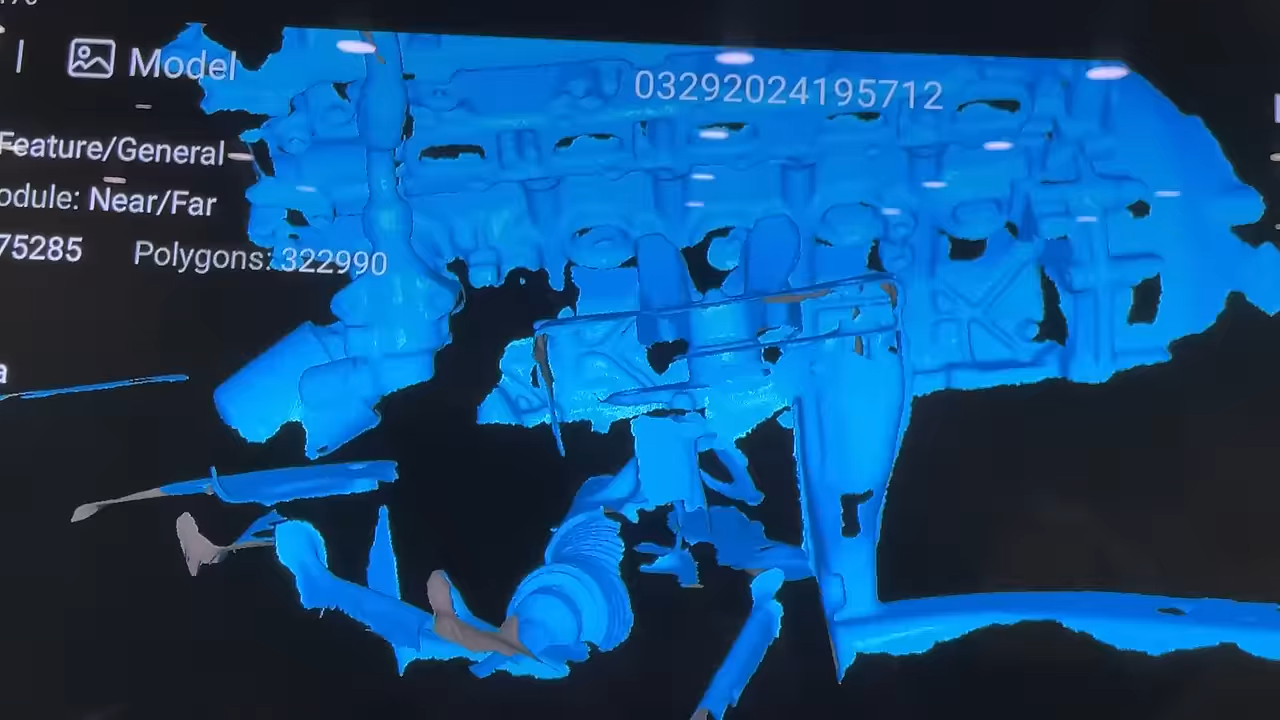 Model
03292024195712
Feature/General
odule: Near/Far
75285 Polygons: 322990
a